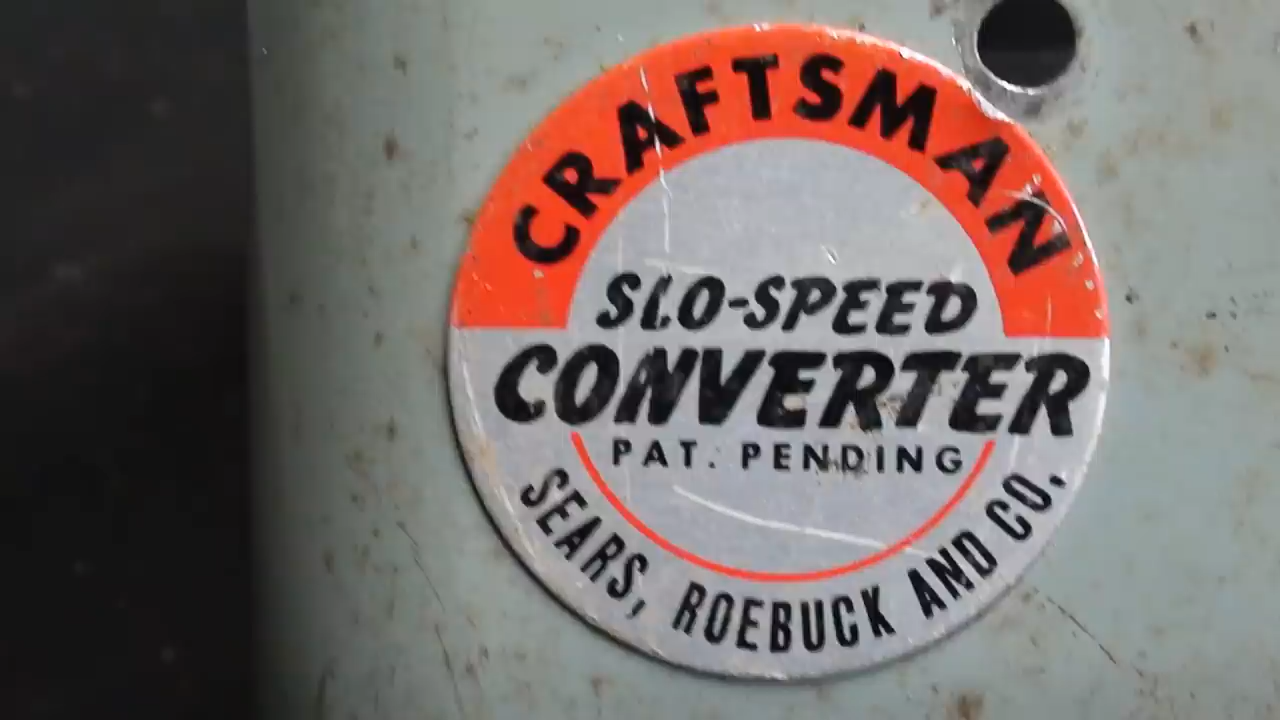 CRAFTSMAN
SLO-SPEED
CONVERTER
PAT. PENDING
SEARS, ROEBUCK AND CO.